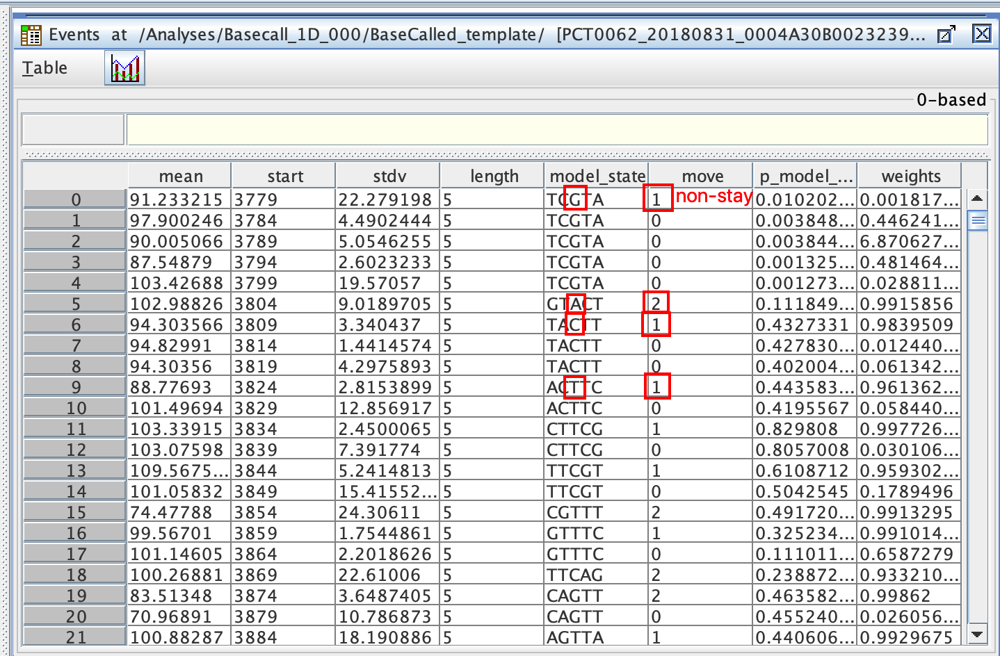 Events at /Analyses/Basecall_1D_000/BaseCalled_template/ [PCT0062_20180831_0004A30B0023239...
Table
0-based
mean start stdv length model_state move p_model_... weights
0 91.233215 3779 22.279198 5 TCGTA 1 non-stay 0.010202... 0.001817...
1 97.900246 3784 4.4902444 5 TCGTA 0 0.003848... 0.446241...
2 90.005066 3789 5.0546255 5 TCGTA 0 0.003844... 6.870627...
3 87.54879 3794 2.6023233 5 TCGTA 0 0.001325... 0.481464...
4 103.42688 3799 19.57057 5 TCGTA 0 0.001273... 0.028811...
5 102.98826 3804 9.0189705 5 GTACT 2 0.111849... 0.9915856
6 94.303566 3809 3.340437 5 TACTT 1 0.4327331 0.9839509
7 94.82991 3814 1.4414574 5 TACTT 0 0.427830... 0.012440...
8 94.30356 3819 4.2975893 5 TACTT 0 0.402004... 0.061342...
9 88.77693 3824 2.8153899 5 ACTTC 1 0.443583... 0.961362...
10 101.49694 3829 12.856917 5 ACTTC 0 0.4195567 0.058440...
11 103.33915 3834 2.4500065 5 CTTCG 1 0.829808 0.997726...
12 103.07598 3839 7.391774 5 CTTCG 0 0.8057008 0.030106...
13 109.5675... 3844 5.2414813 5 TTCGT 1 0.6108712 0.959302...
14 101.05832 3849 15.41552... 5 TTCGT 0 0.5042545 0.1789496
15 74.47788 3854 24.30611 5 CGTTT 2 0.491720... 0.9913295
16 99.56701 3859 1.7544861 5 GTTTC 1 0.325234... 0.991014...
17 101.14605 3864 2.2018626 5 GTTTC 0 0.111011... 0.6587279
18 100.26881 3869 22.61006 5 TTCAG 2 0.238872... 0.933210...
19 83.51348 3874 3.6487405 5 CAGTT 2 0.463582... 0.99862
20 70.96891 3879 10.786873 5 CAGTT 0 0.455240... 0.026056...
21 100.88287 3884 18.190886 5 AGTTA 1 0.440606... 0.9929675